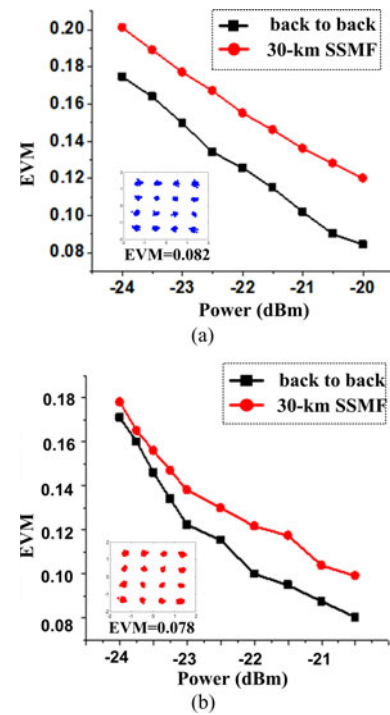 back to back
30-km SSMF
0.20
0.18
0.16
0.14
0.12
0.10
0.08
EVM
EVM=0.082
-24 -23 -22 -21 -20
Power (dBm)
(a)
back to back
30-km SSMF
0.18
0.16
0.14
0.12
0.10
0.08
EVM
EVM=0.078
-24 -23 -22 -21
Power (dBm)
(b)